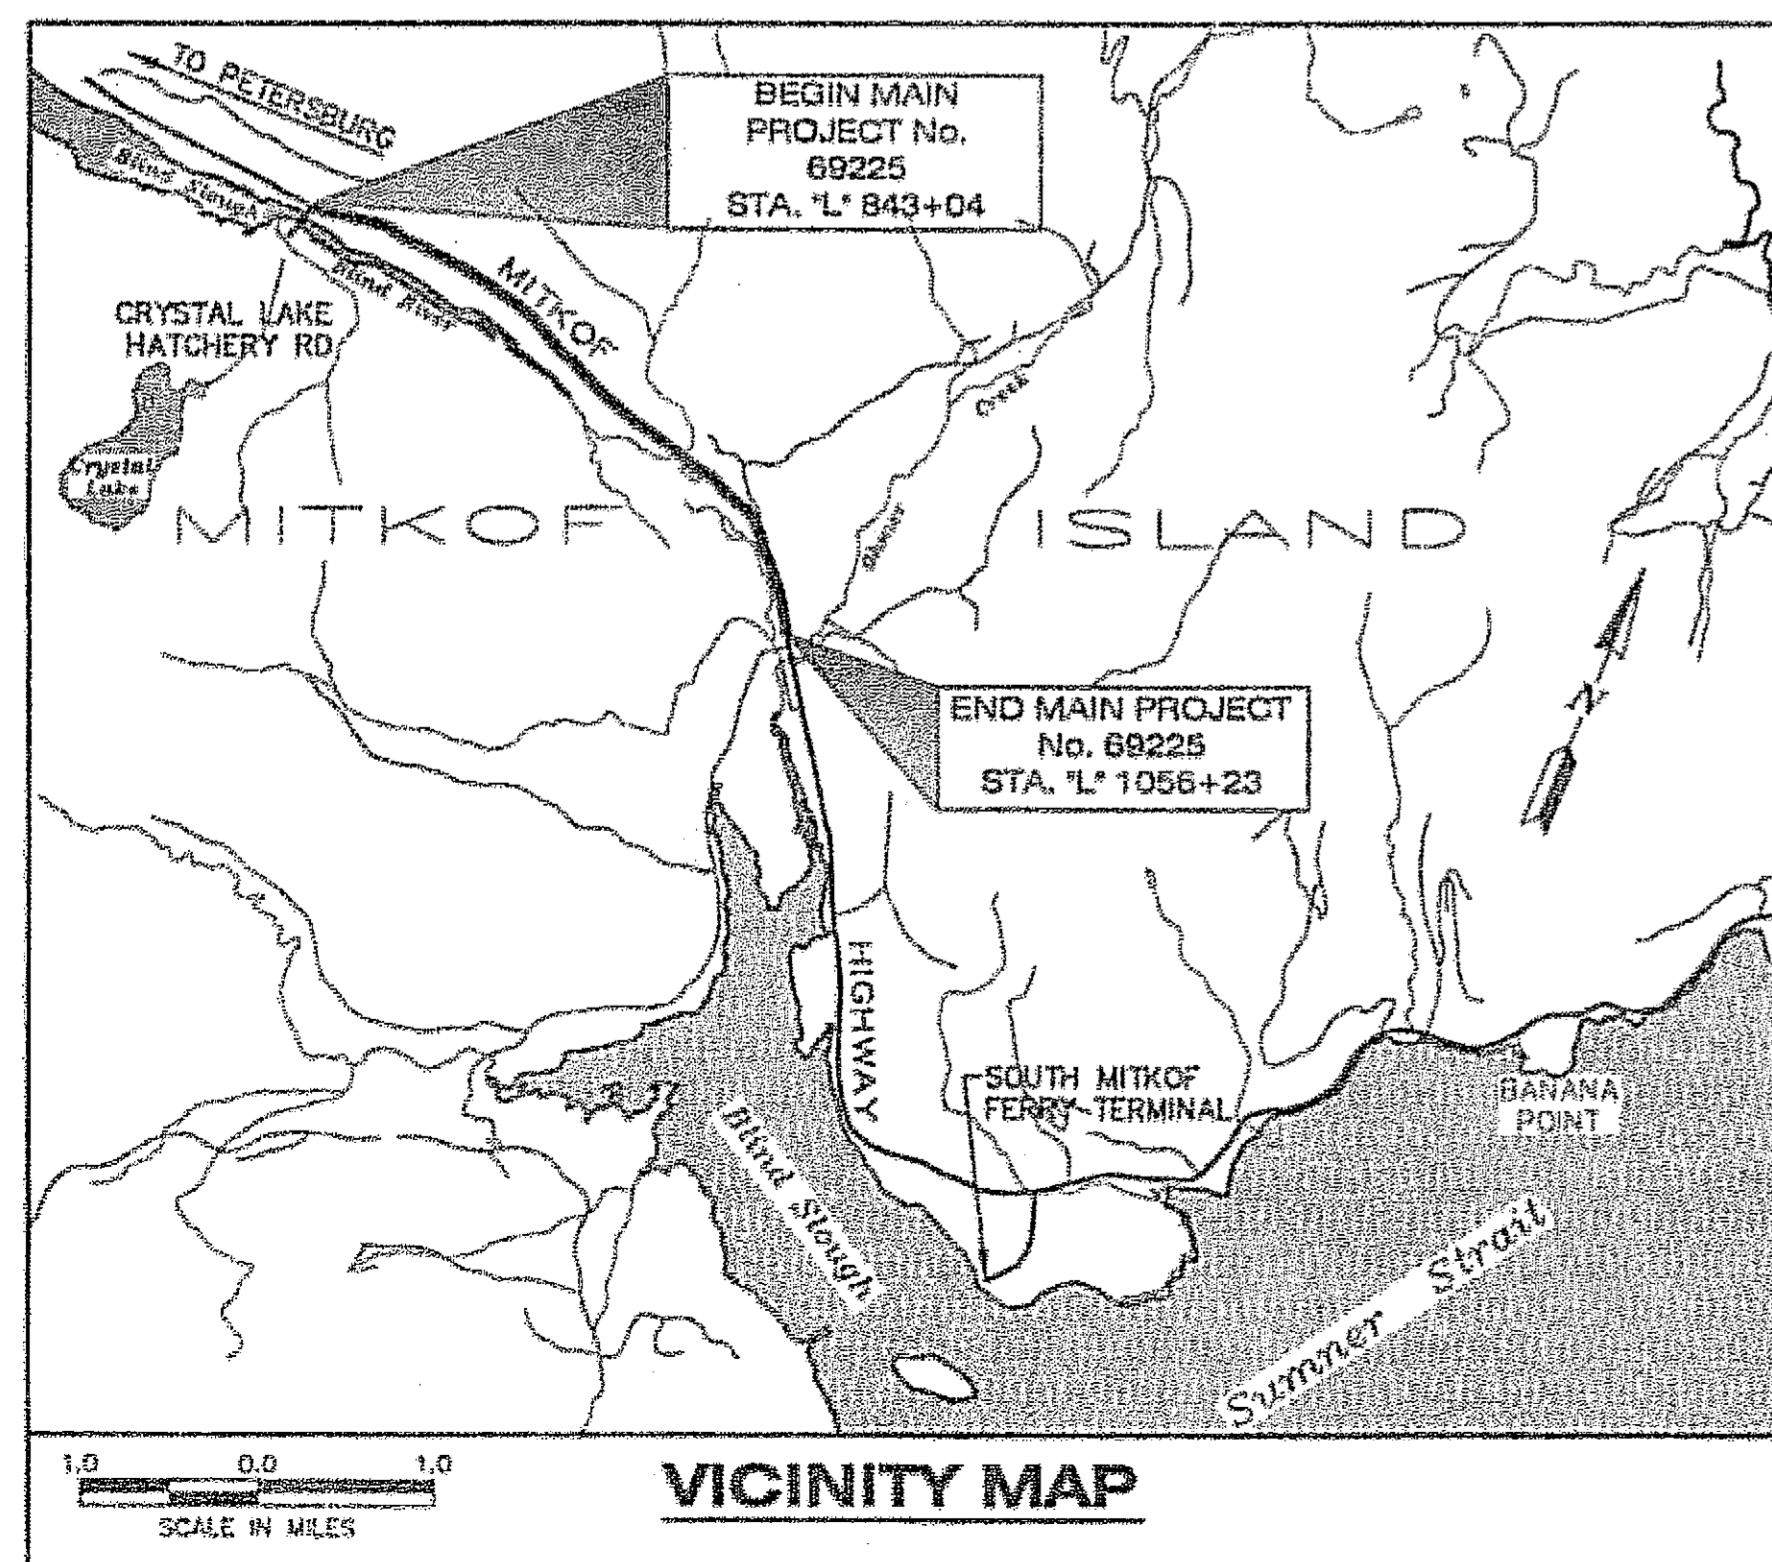 TO PETERSBURG
BEGIN MAIN
PROJECT No.
69225
STA. "L" 843+04
Blind Slough
Blind River
MITKOF
CRYSTAL LAKE
HATCHERY RD
Crystal
Lake
Creek
MITKOF ISLAND
END MAIN PROJECT
No. 69225
STA. "L" 1056+23
N
HIGHWAY
SOUTH MITKOF
FERRY TERMINAL
BANANA
POINT
Blind Slough
Sumner Strait
1.0 0.0 1.0
SCALE IN MILES
VICINITY MAP